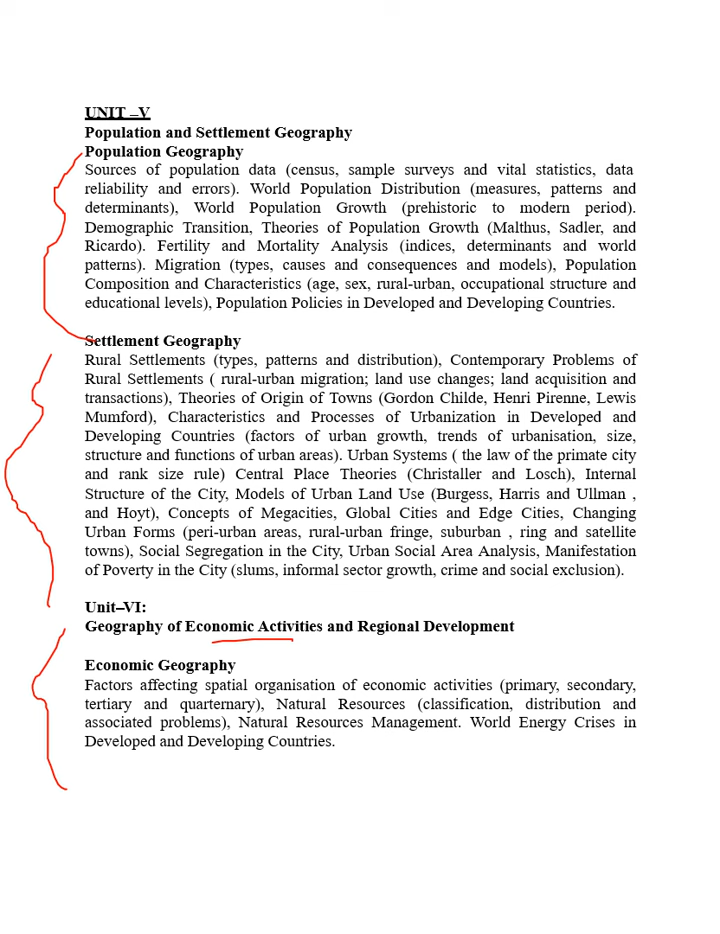 UNIT –V
Population and Settlement Geography
Population Geography
Sources of population data (census, sample surveys and vital statistics, data
reliability and errors). World Population Distribution (measures, patterns and
determinants), World Population Growth (prehistoric to modern period).
Demographic Transition, Theories of Population Growth (Malthus, Sadler, and
Ricardo). Fertility and Mortality Analysis (indices, determinants and world
patterns). Migration (types, causes and consequences and models), Population
Composition and Characteristics (age, sex, rural-urban, occupational structure and
educational levels), Population Policies in Developed and Developing Countries.
Settlement Geography
Rural Settlements (types, patterns and distribution), Contemporary Problems of
Rural Settlements ( rural-urban migration; land use changes; land acquisition and
transactions), Theories of Origin of Towns (Gordon Childe, Henri Pirenne, Lewis
Mumford), Characteristics and Processes of Urbanization in Developed and
Developing Countries (factors of urban growth, trends of urbanisation, size,
structure and functions of urban areas). Urban Systems ( the law of the primate city
and rank size rule) Central Place Theories (Christaller and Losch), Internal
Structure of the City, Models of Urban Land Use (Burgess, Harris and Ullman ,
and Hoyt), Concepts of Megacities, Global Cities and Edge Cities, Changing
Urban Forms (peri-urban areas, rural-urban fringe, suburban , ring and satellite
towns), Social Segregation in the City, Urban Social Area Analysis, Manifestation
of Poverty in the City (slums, informal sector growth, crime and social exclusion).
Unit–VI:
Geography of Economic Activities and Regional Development
Economic Geography
Factors affecting spatial organisation of economic activities (primary, secondary,
tertiary and quarternary), Natural Resources (classification, distribution and
associated problems), Natural Resources Management. World Energy Crises in
Developed and Developing Countries.